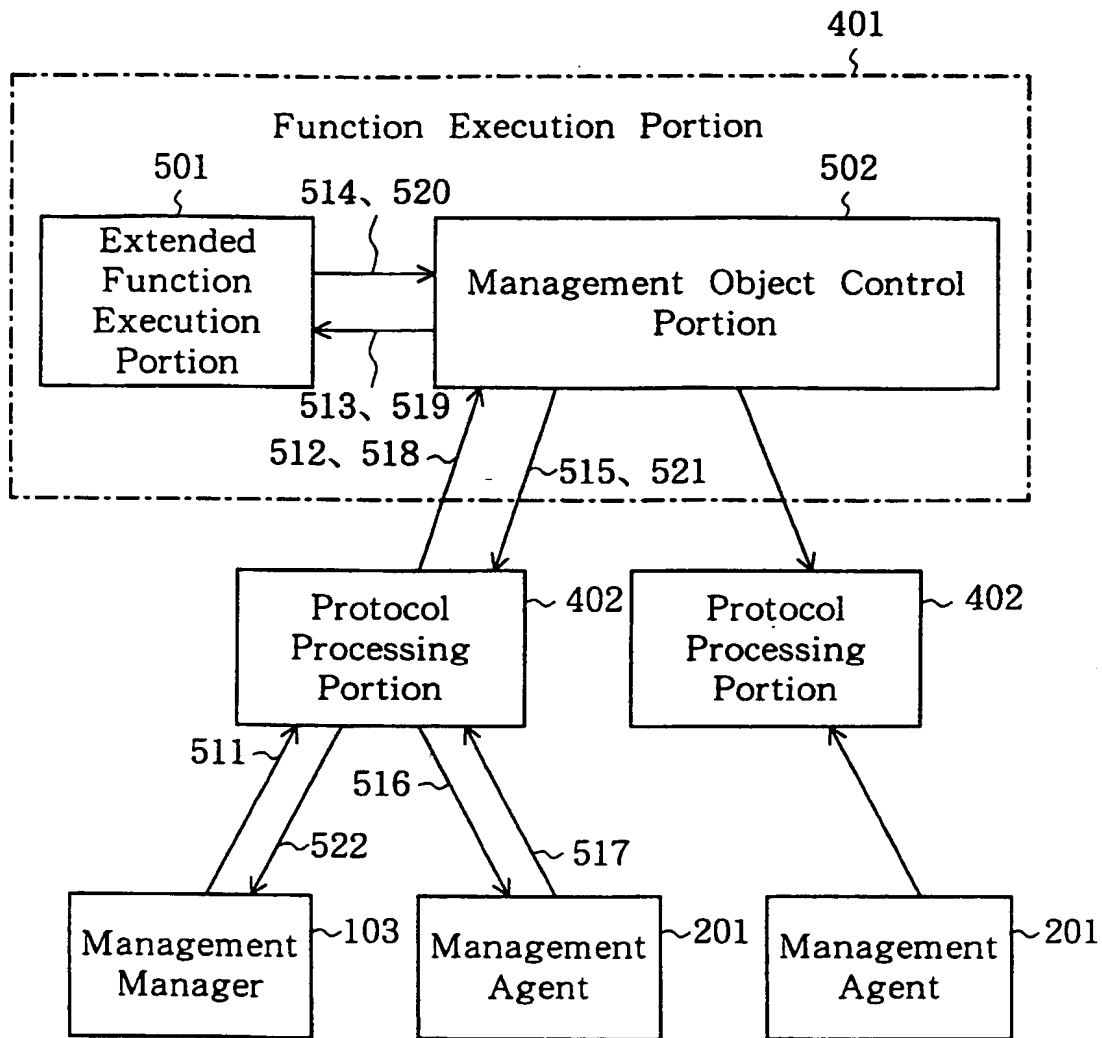 401
Function Execution Portion
501
514、520
502
Extended
Function
Execution
Portion
Management Object Control
Portion
513、519
512、518
515、521
Protocol
Processing
Portion
402
Protocol
Processing
Portion
402
511
516
522
517
Management
Manager
103
Management
Agent
201
Management
Agent
201